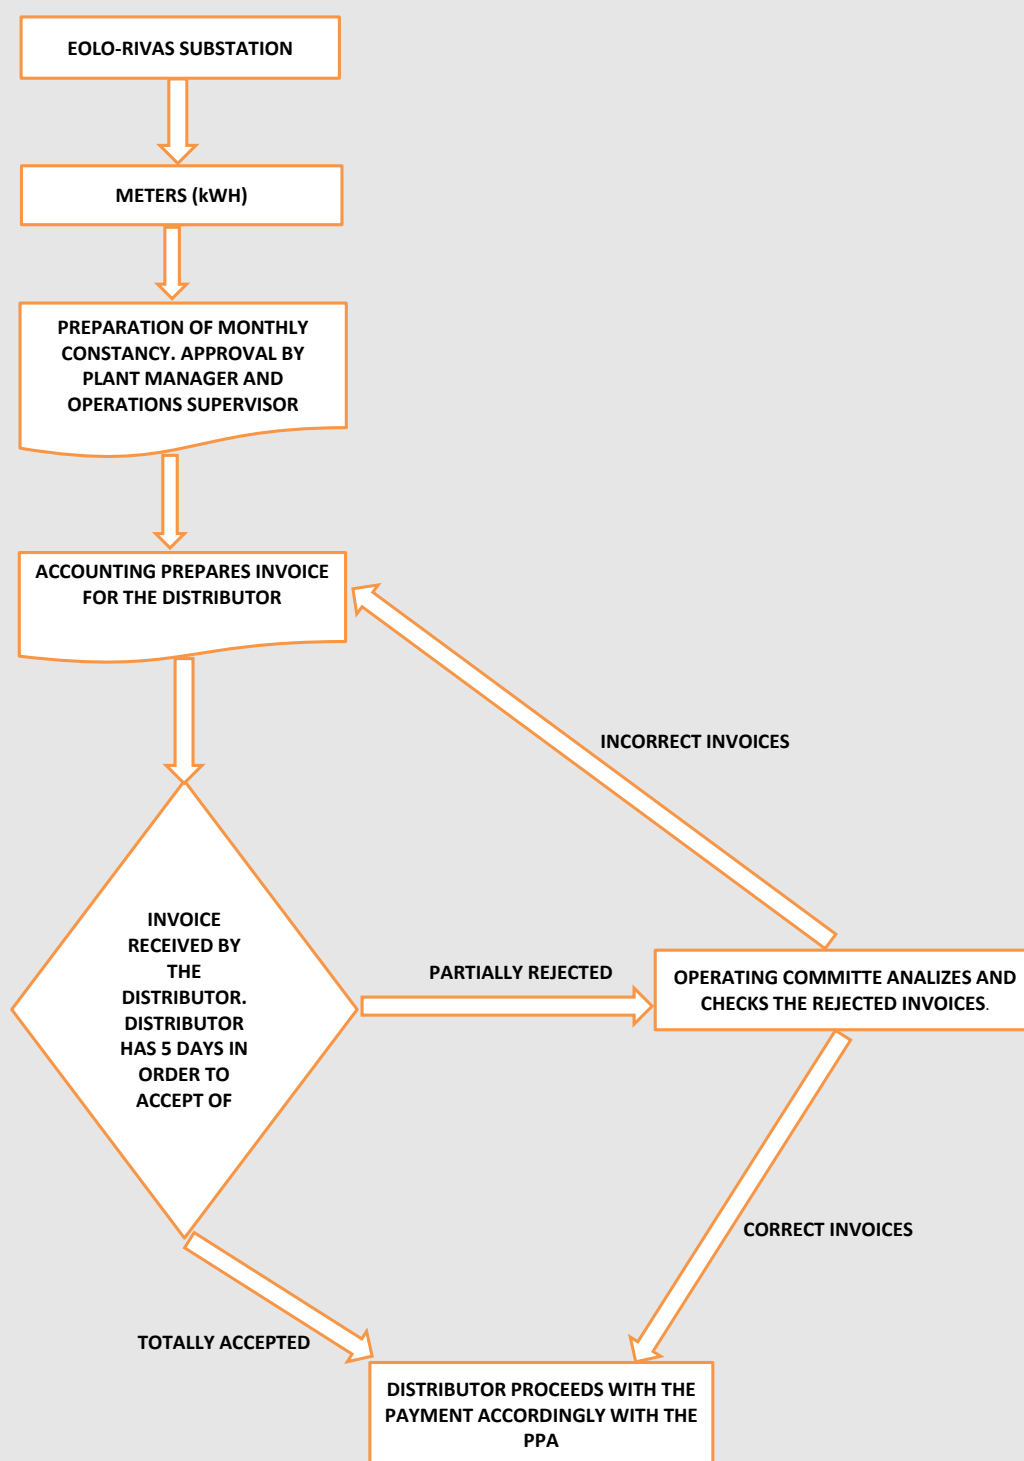 EOLO-RIVAS SUBSTATION
METERS (kWH)
PREPARATION OF MONTHLY
CONSTANCY. APPROVAL BY
PLANT MANAGER AND
OPERATIONS SUPERVISOR
ACCOUNTING PREPARES INVOICE
FOR THE DISTRIBUTOR
INCORRECT INVOICES
INVOICE
RECEIVED BY
THE
DISTRIBUTOR.
DISTRIBUTOR
HAS 5 DAYS IN
ORDER TO
ACCEPT OF
PARTIALLY REJECTED
OPERATING COMMITTE ANALIZES AND
CHECKS THE REJECTED INVOICES.
CORRECT INVOICES
TOTALLY ACCEPTED
DISTRIBUTOR PROCEEDS WITH THE
PAYMENT ACCORDINGLY WITH THE
PPA